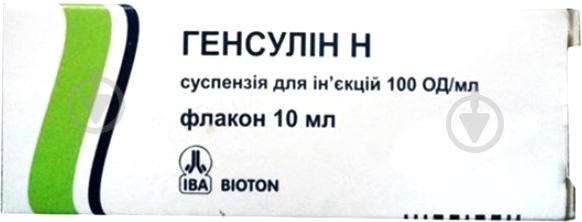 ГЕНСУЛІН Н
суспензія для ін'єкцій 100 ОД/мл
флакон 10 мл
IBA BIOTON